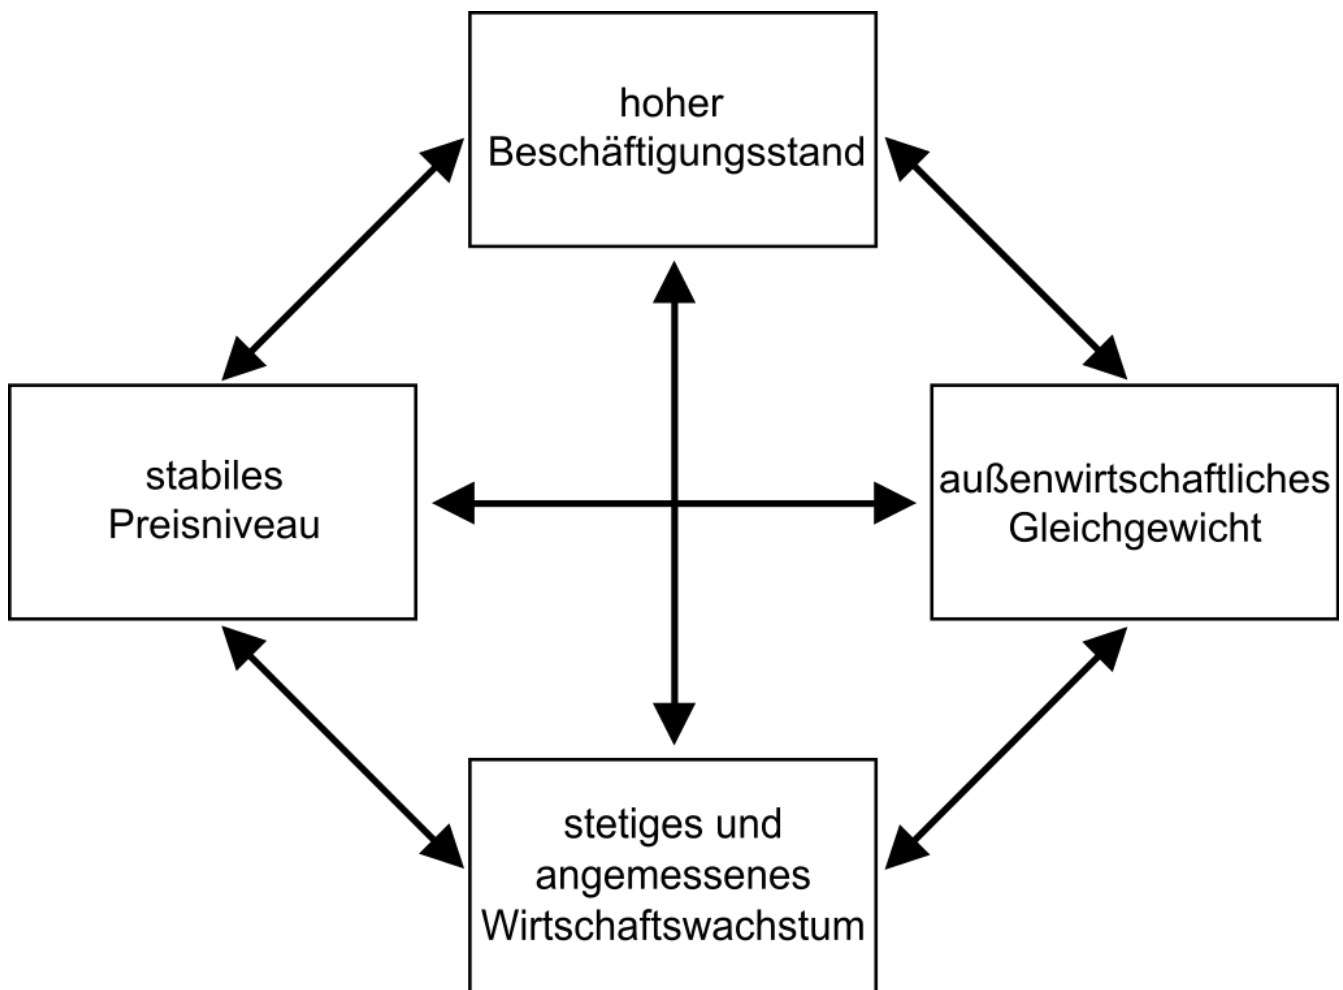 hoher
Beschäftigungsstand
stabiles
Preisniveau
außenwirtschaftliches
Gleichgewicht
stetiges und
angemessenes
Wirtschaftswachstum